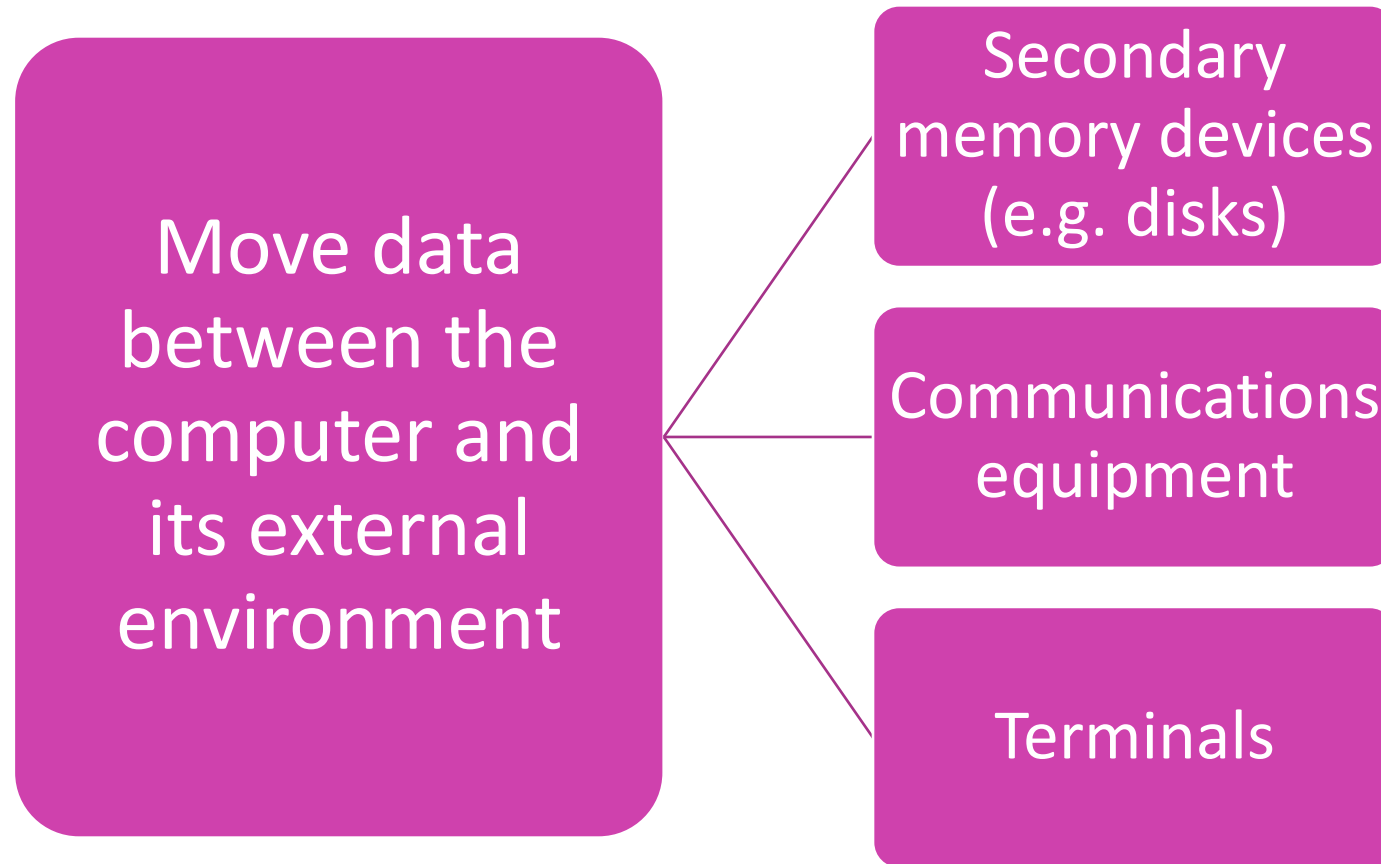 Move data
between the
computer and
its external
environment
Secondary
memory devices
(e.g. disks)
Communications
equipment
Terminals